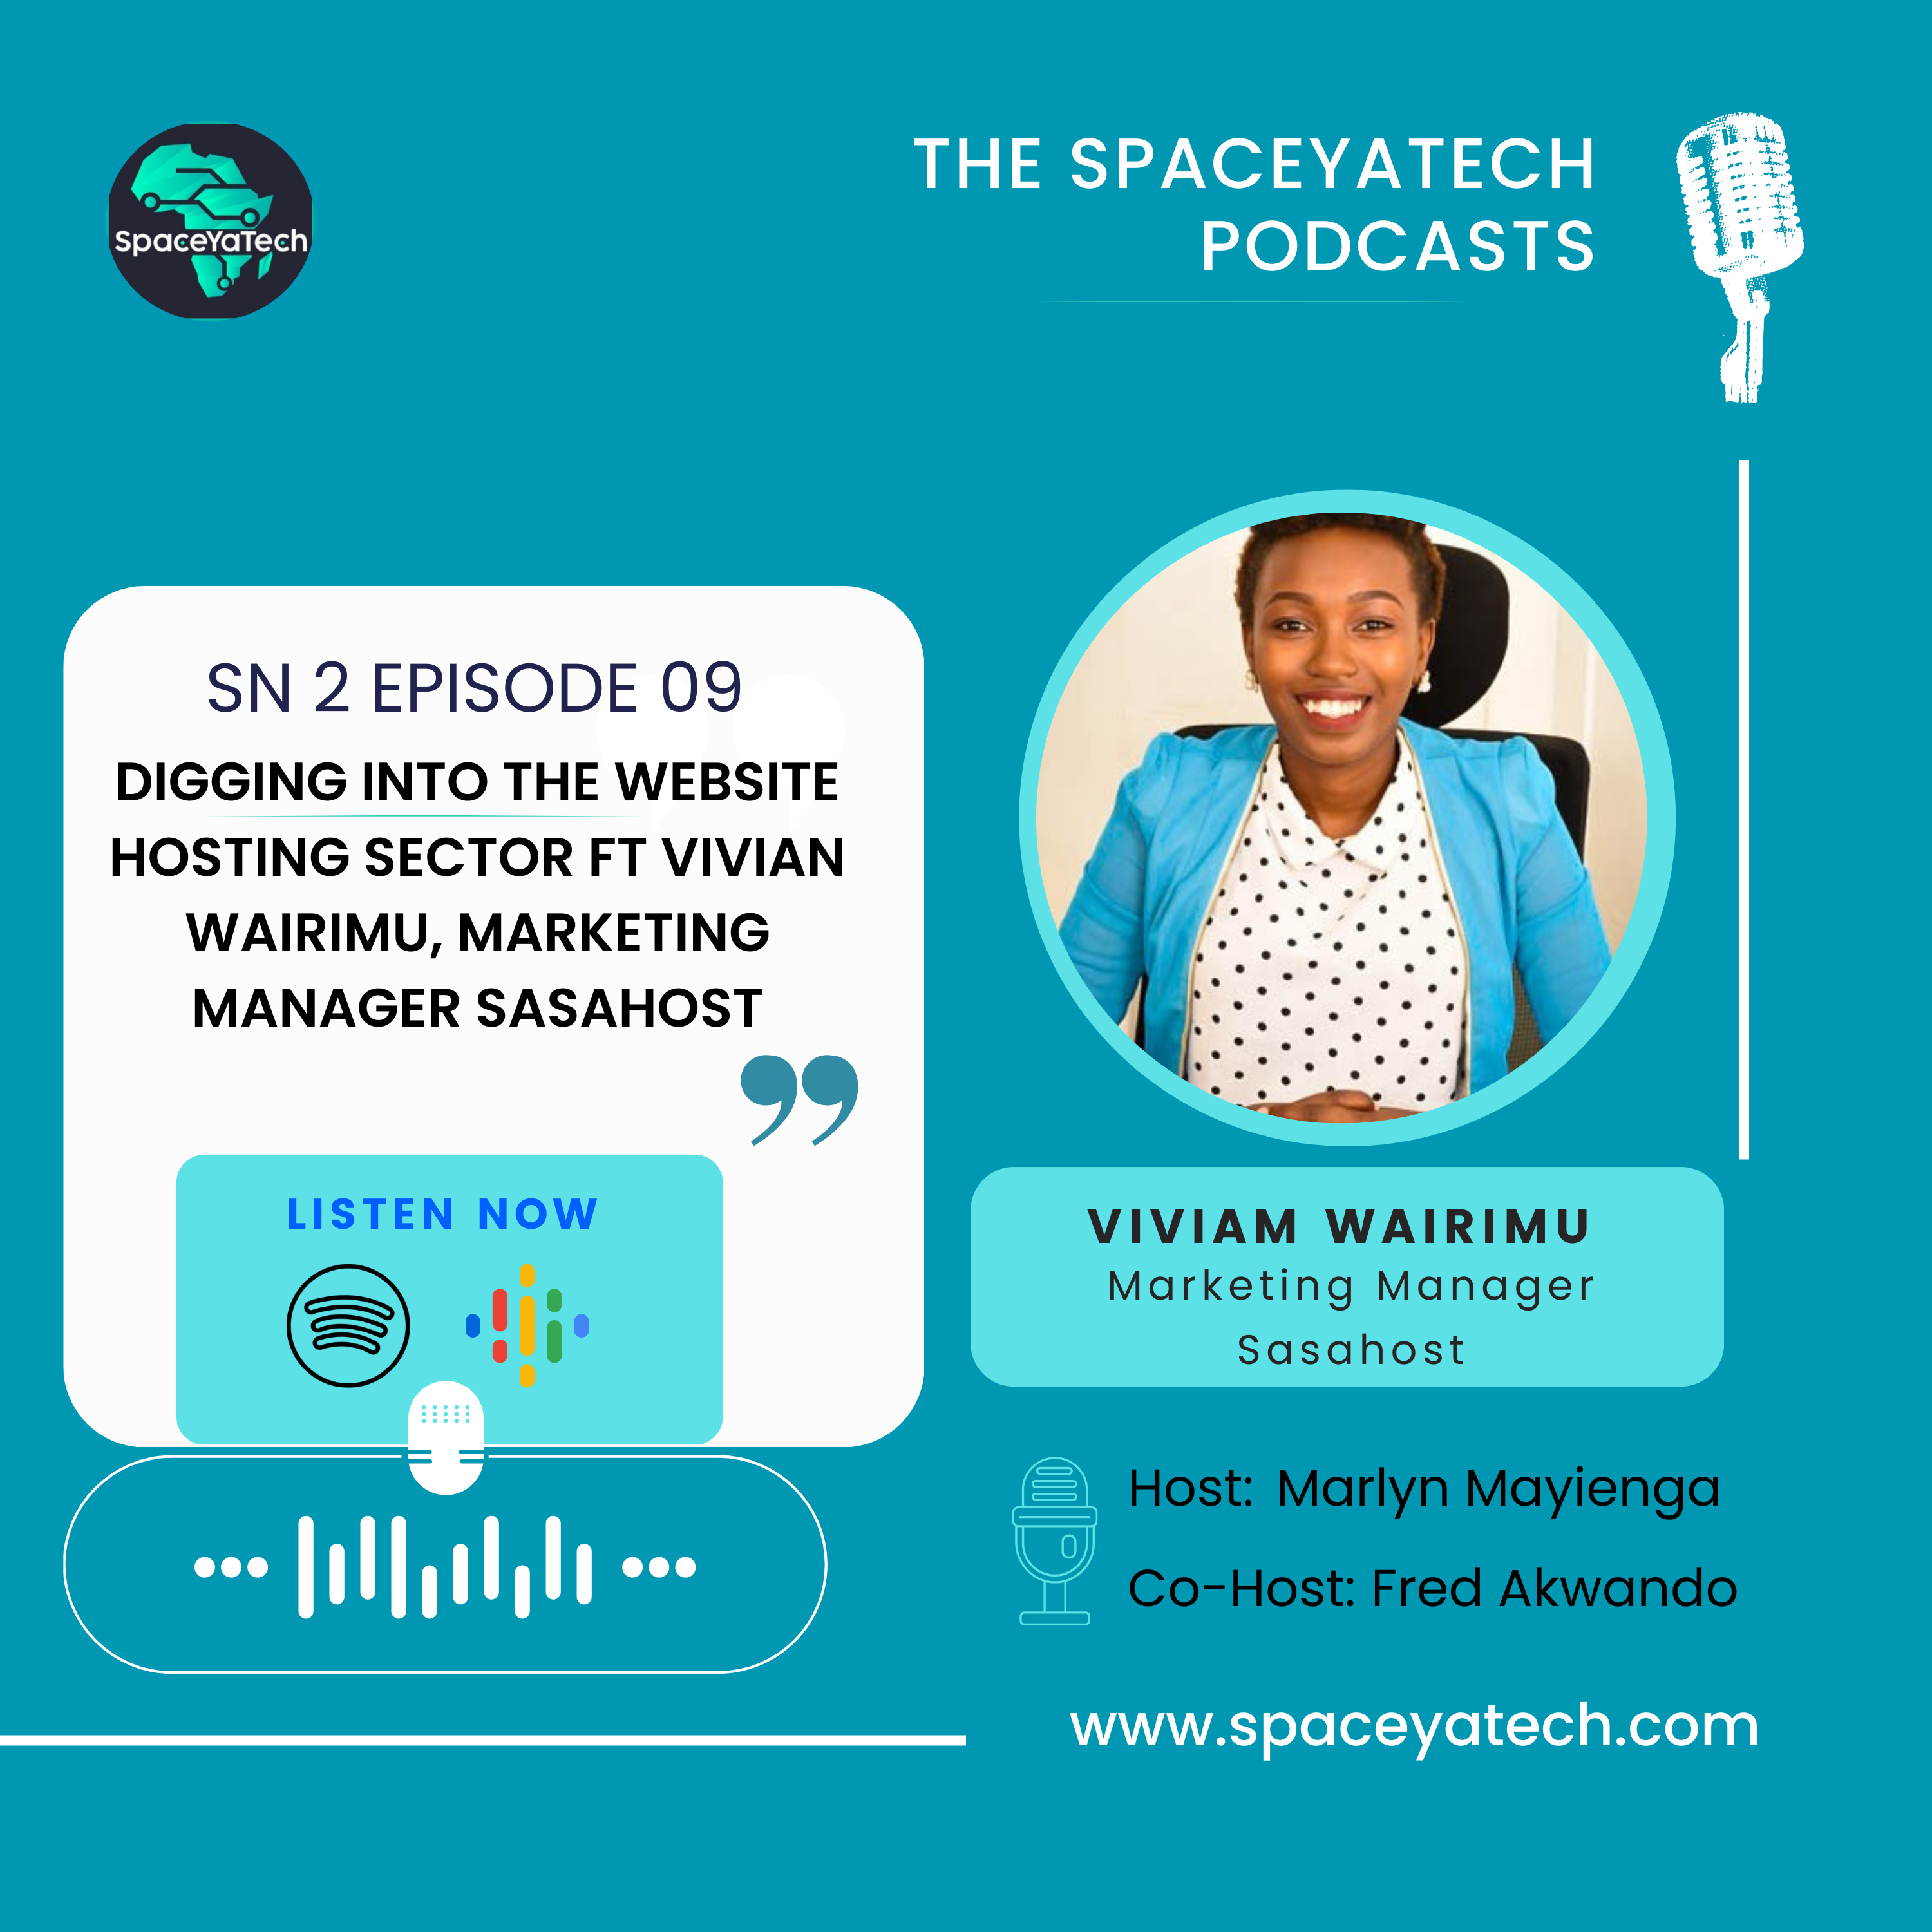 SpaceYaTech
THE SPACEYATECH
PODCASTS
SN 2 EPISODE 09
DIGGING INTO THE WEBSITE
HOSTING SECTOR FT VIVIAN
WAIRIMU, MARKETING
MANAGER SASAHOST
”
LISTEN NOW
VIVIAM WAIRIMU
Marketing Manager
Sasahost
Host: Marlyn Mayienga
Co-Host: Fred Akwando
www.spaceyatech.com